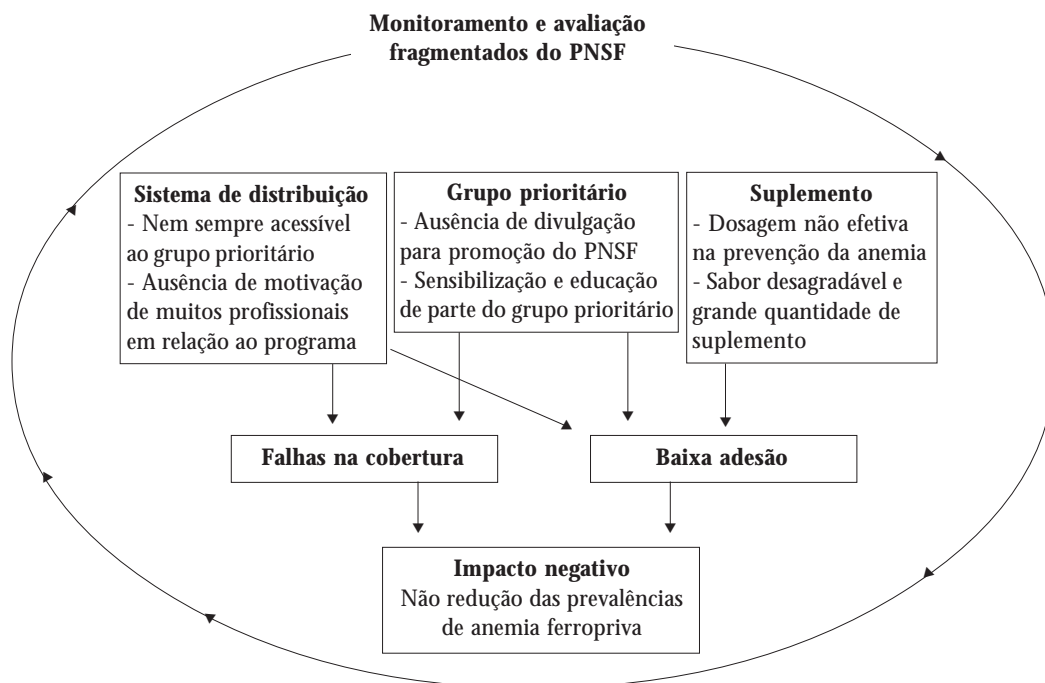 Monitoramento e avaliação
fragmentados do PNSF
Sistema de distribuição
- Nem sempre acessível
ao grupo prioritário
- Ausência de motivação
de muitos profissionais
em relação ao programa
Grupo prioritário
- Ausência de divulgação
para promoção do PNSF
- Sensibilização e educação
de parte do grupo prioritário
Suplemento
- Dosagem não efetiva
na prevenção da anemia
- Sabor desagradável e
grande quantidade de
suplemento
Falhas na cobertura
Baixa adesão
Impacto negativo
Não redução das prevalências
de anemia ferropriva